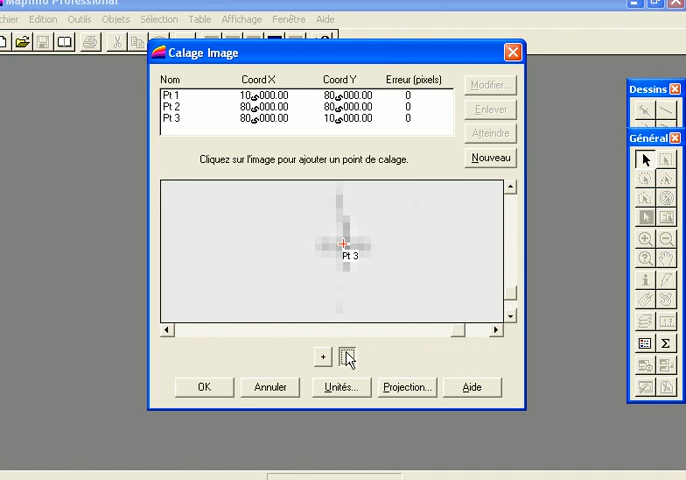 MapInfo Professional
chier Edition Outils Objets Sélection Table Affichage Fenêtre Aide
Calage Image
Nom Coord X Coord Y Erreur (pixels)
Pt 1 10 000.00 80 000.00 0
Pt 2 80 000.00 80 000.00 0
Pt 3 80 000.00 10 000.00 0
Modifier...
Enlever
Atteindre
Nouveau
Cliquez sur l'image pour ajouter un point de calage.
Pt 3
+ -
OK Annuler Unités... Projection... Aide
Dessins
Général